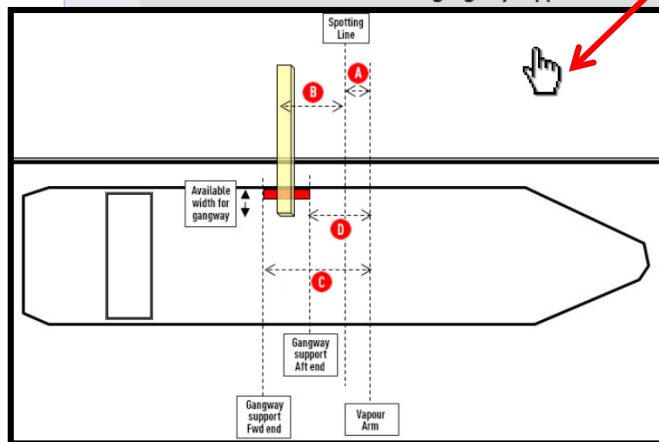 Spotting
Line
A
B
Available
width for
gangway
D
C
Gangway
support
Aft end
Gangway
support
Fwd end
Vapour
Arm